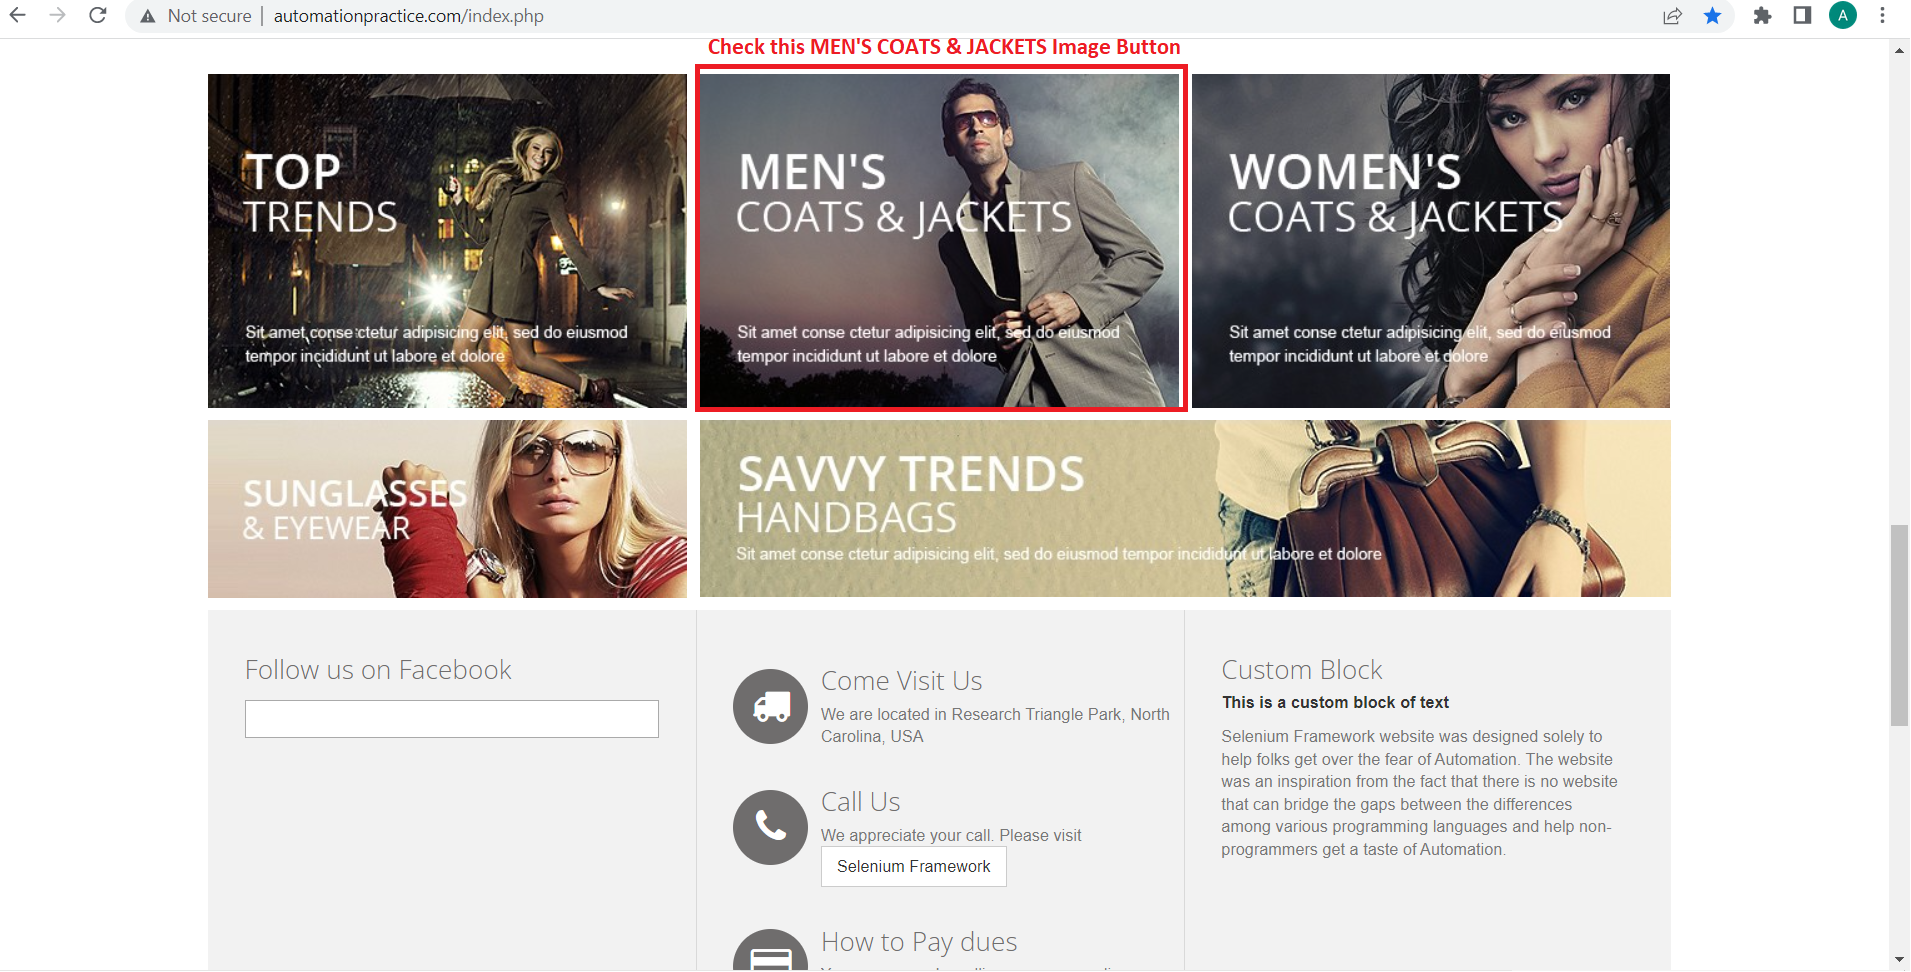 Not secure | automationpractice.com/index.php
A
Check this MEN'S COATS & JACKETS Image Button
TOP
TRENDS
Sit amet conse ctetur adipisicing elit, sed do eiusmod
tempor incididunt ut labore et dolore
MEN'S
COATS & JACKETS
Sit amet conse ctetur adipisicing elit, sed do eiusmod
tempor incididunt ut labore et dolore
WOMEN'S
COATS & JACKETS
Sit amet conse ctetur adipisicing elit, sed do eiusmod
tempor incididunt ut labore et dolore
SUNGLASSES
& EYEWEAR
SAVVY TRENDS
HANDBAGS
Sit amet conse ctetur adipisicing elit, sed do eiusmod tempor incididunt ut labore et dolore
Follow us on Facebook
Come Visit Us
We are located in Research Triangle Park, North
Carolina, USA
Call Us
We appreciate your call. Please visit
Selenium Framework
How to Pay dues
Custom Block
This is a custom block of text
Selenium Framework website was designed solely to
help folks get over the fear of Automation. The website
was an inspiration from the fact that there is no website
that can bridge the gaps between the differences
among various programming languages and help non-
programmers get a taste of Automation.